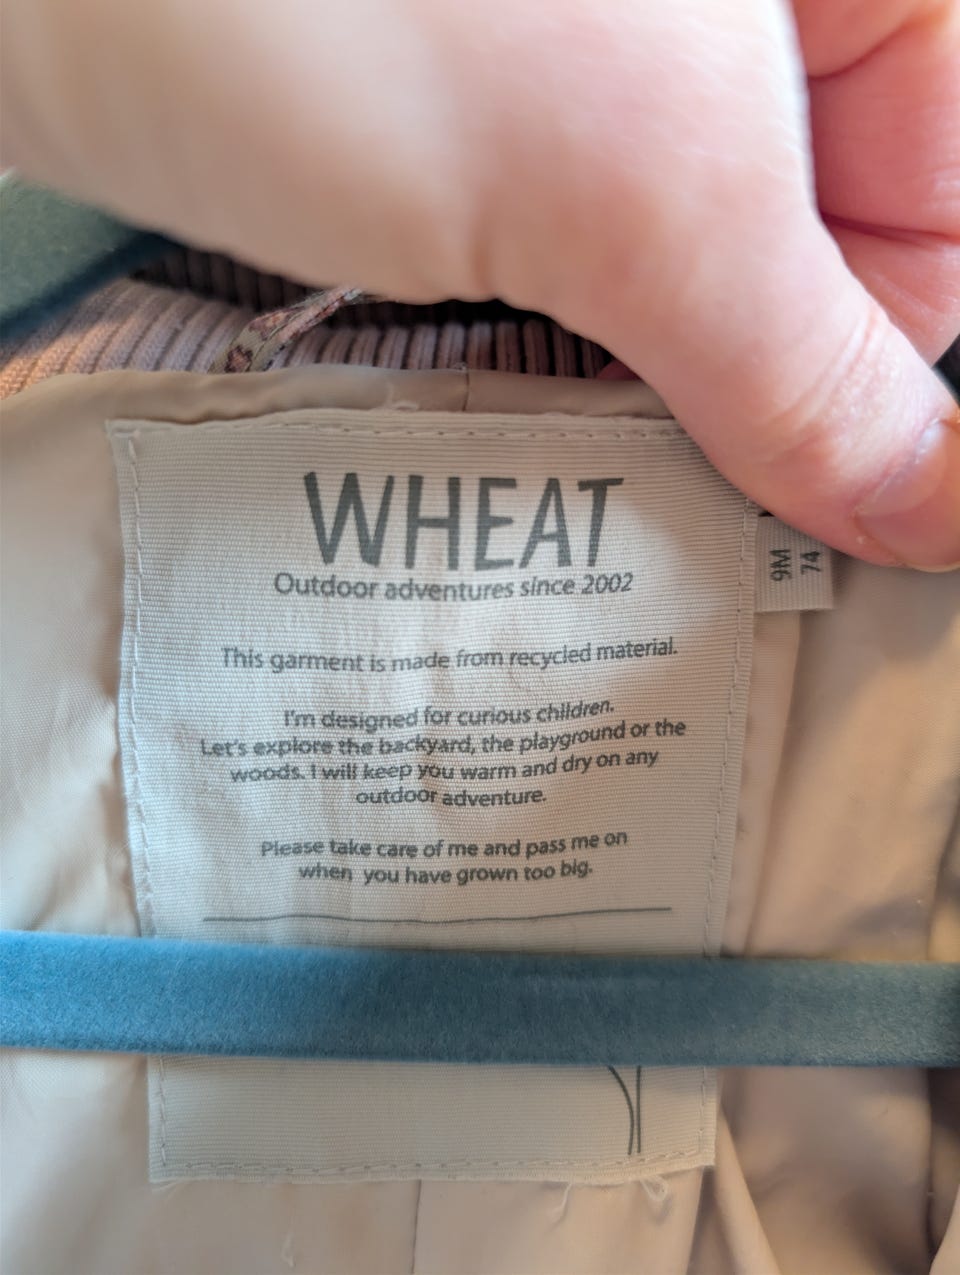 WHEAT
Outdoor adventures since 2002
This garment is made from recycled material.
I'm designed for curious children.
Let's explore the backyard, the playground or the
woods. I will keep you warm and dry on any
outdoor adventure.
Please take care of me and pass me on
when you have grown too big.
9M
74